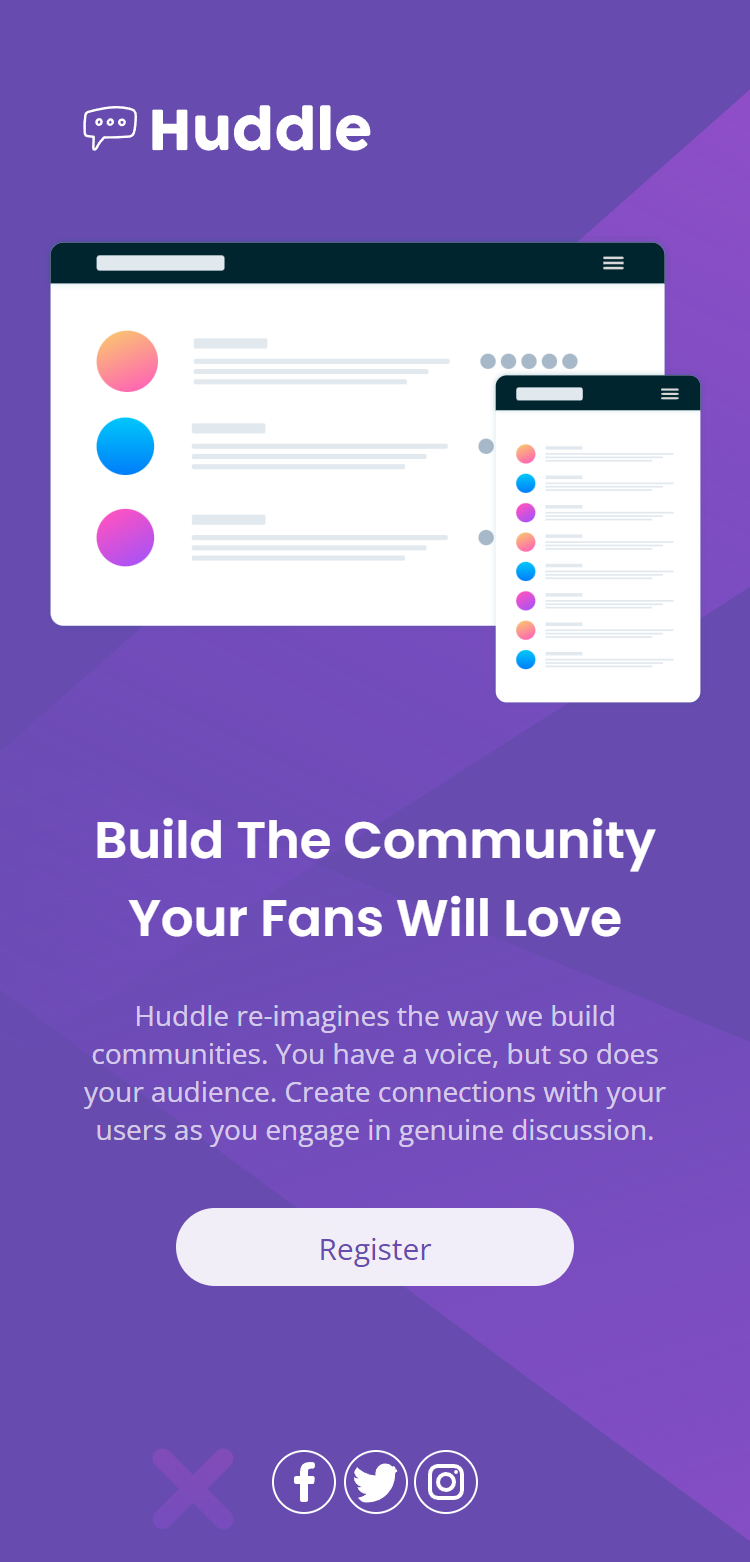 Huddle
Build The Community
Your Fans Will Love
Huddle re-imagines the way we build
communities. You have a voice, but so does
your audience. Create connections with your
users as you engage in genuine discussion.
Register